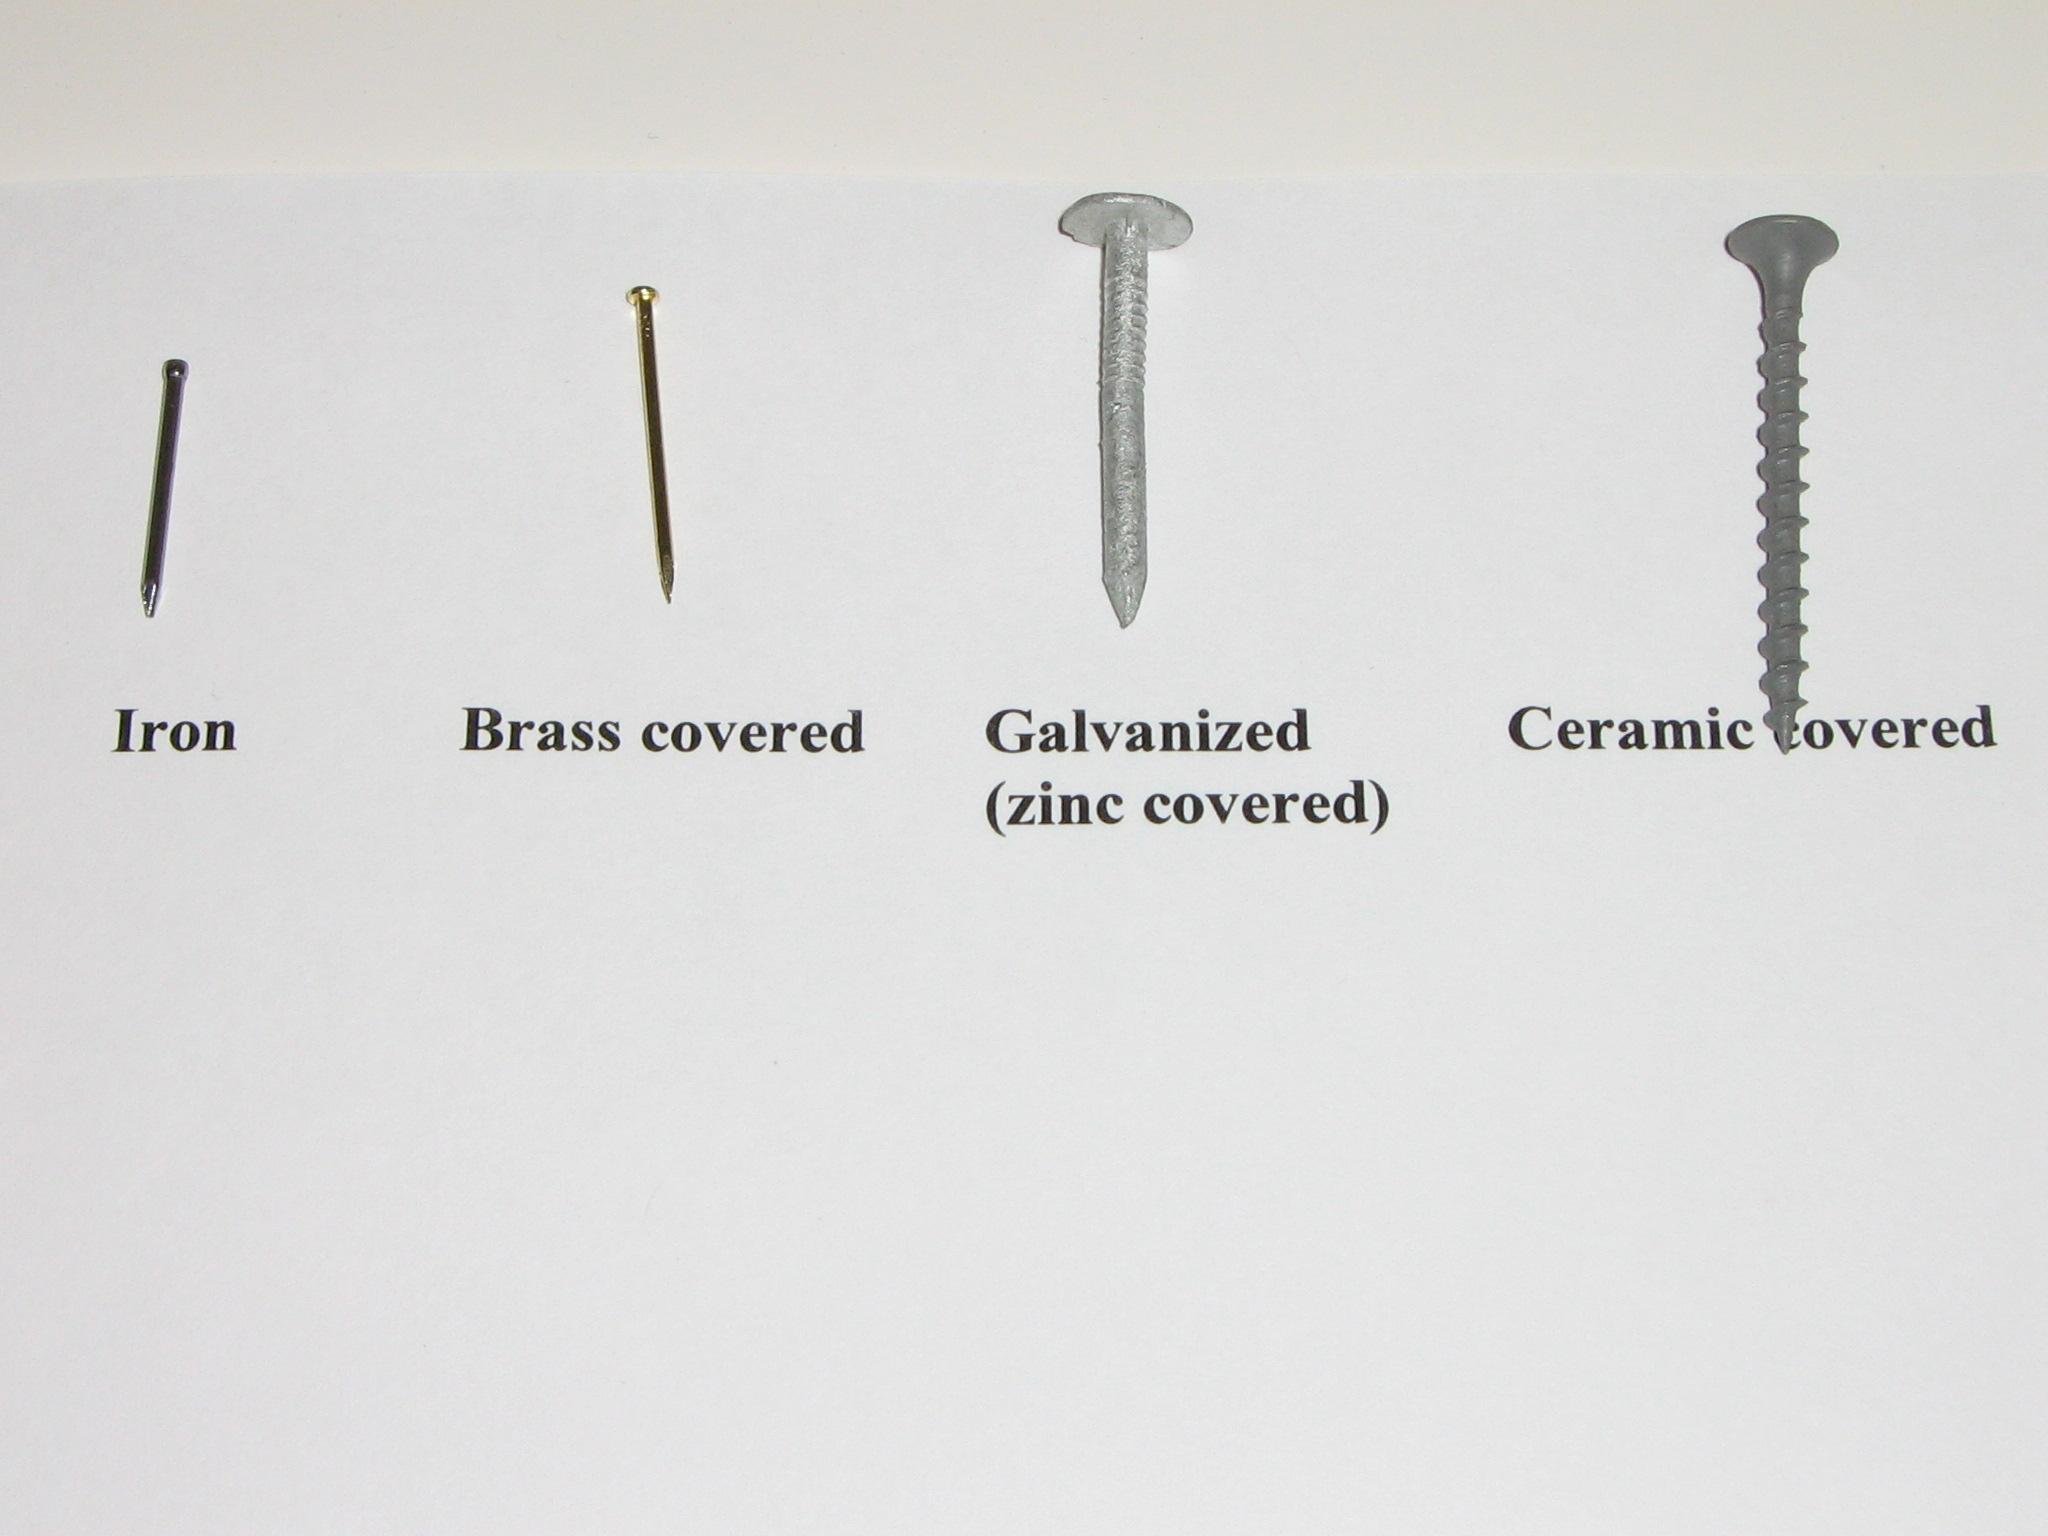 Iron
Brass covered
Galvanized
(zinc covered)
Ceramic covered